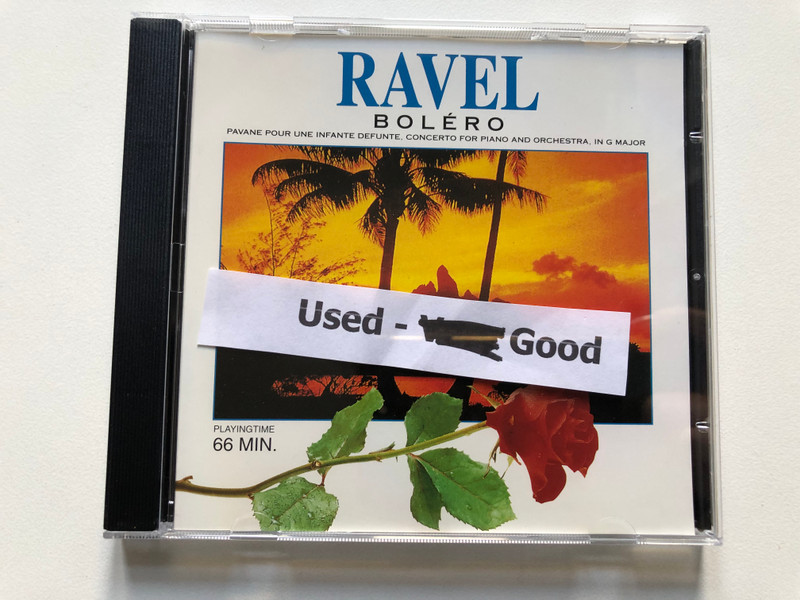 RAVEL
BOLÉRO
PAVANE POUR UNE INFANTE DEFUNTE, CONCERTO FOR PIANO AND ORCHESTRA, IN G MAJOR
Used - Good
PLAYINGTIME
66 MIN.